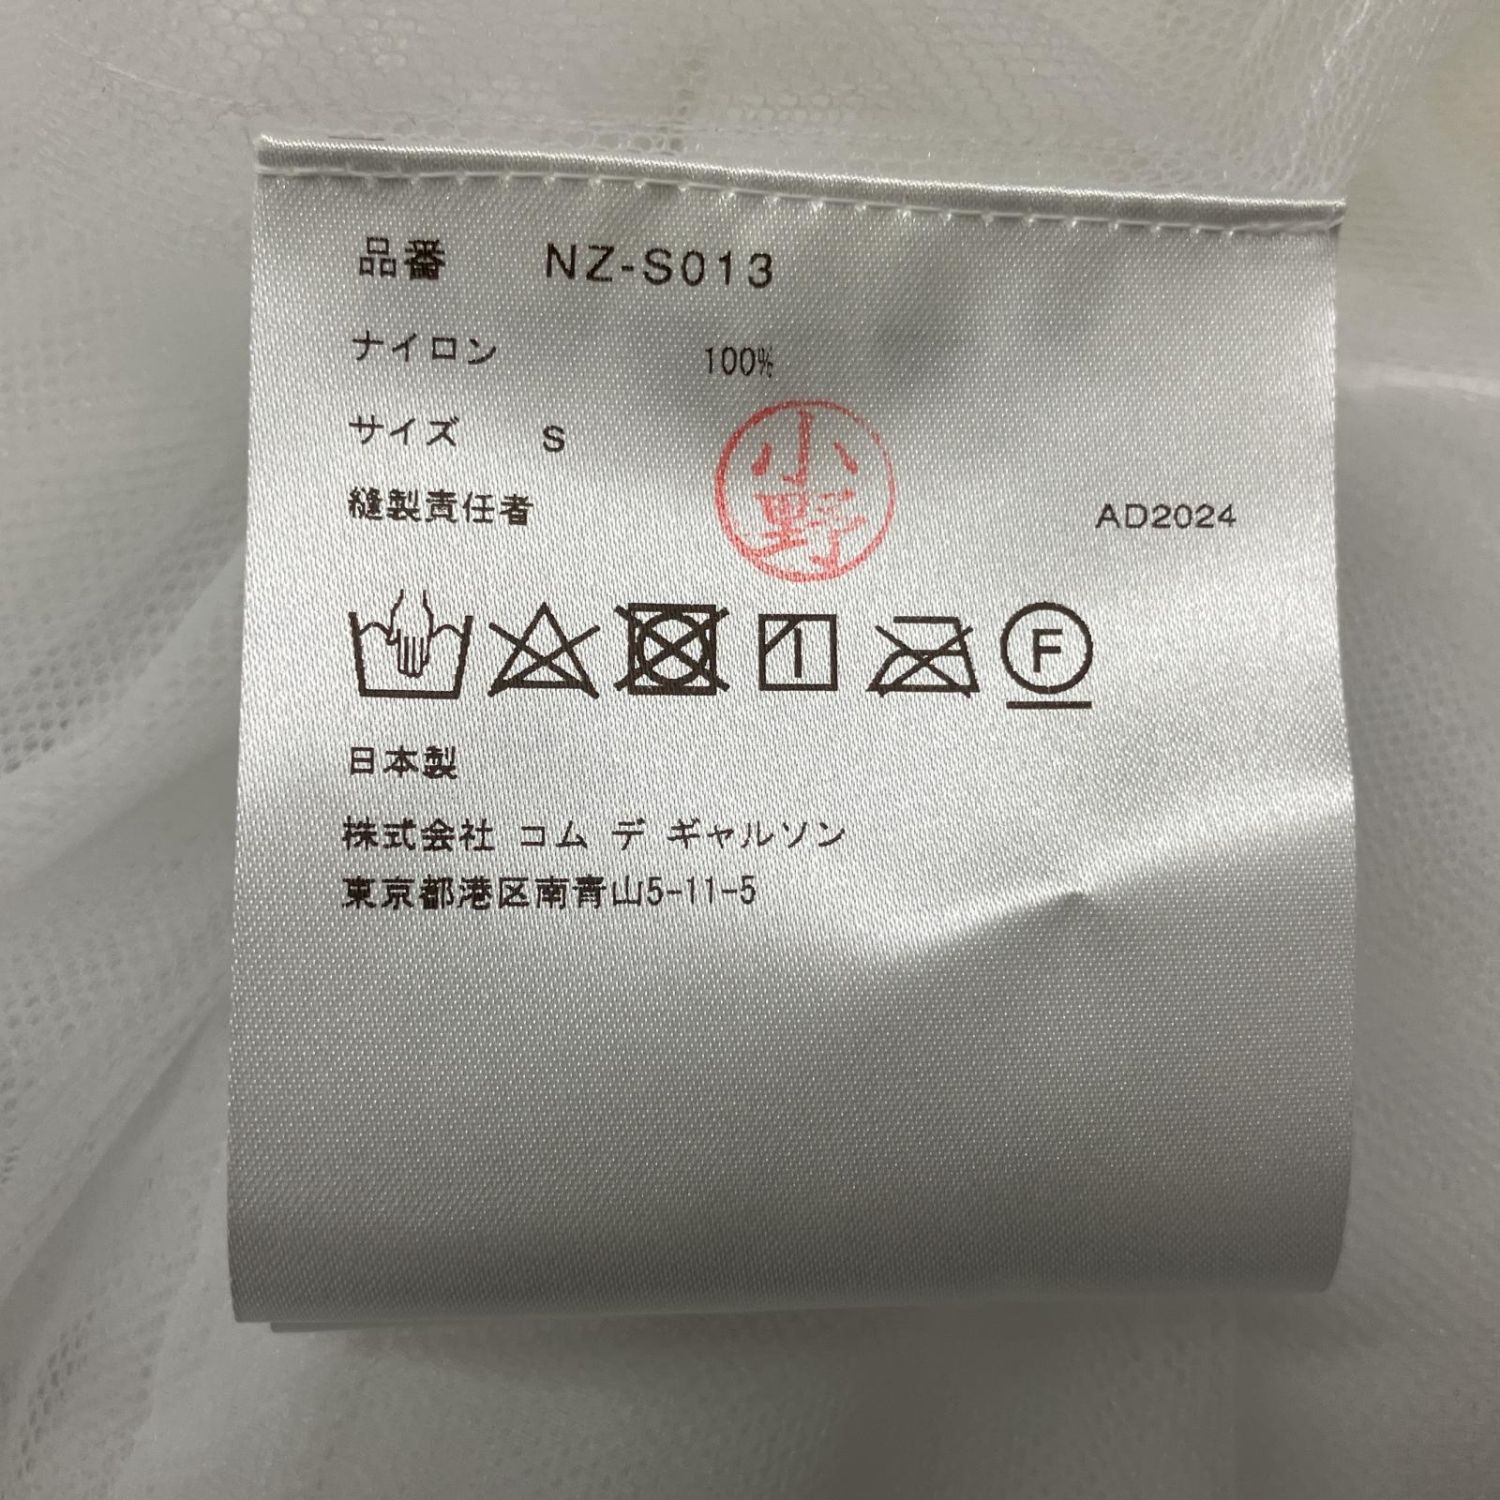 品番 NZ-S013
ナイロン 100%
サイズ S
小野
縫製責任者 AD2024
F
日本製
株式会社 コム デ ギャルソン
東京都港区南青山5-11-5